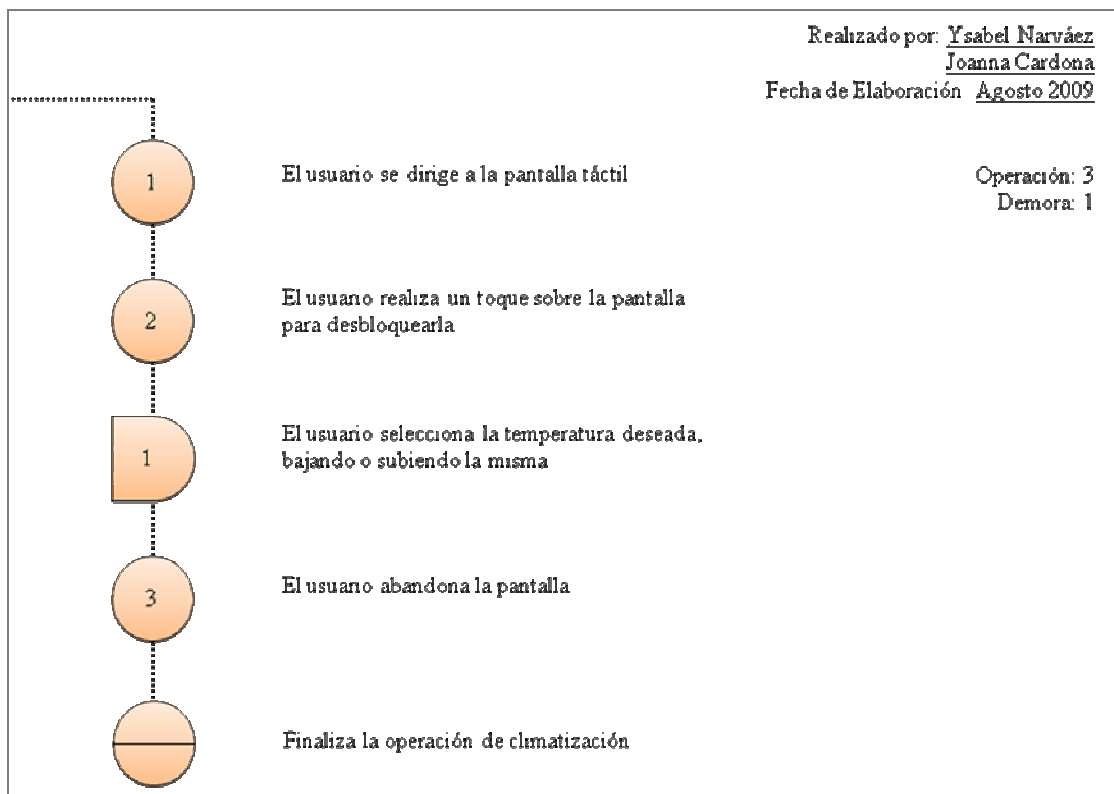 Realizado por: Ysabel Narváez
Joanna Cardona
Fecha de Elaboración Agosto 2009
1
El usuario se dirige a la pantalla táctil
Operación: 3
Demora: 1
2
El usuario realiza un toque sobre la pantalla
para desbloquearla
1
El usuario selecciona la temperatura deseada,
bajando o subiendo la misma
3
El usuario abandona la pantalla
Finaliza la operación de climatización